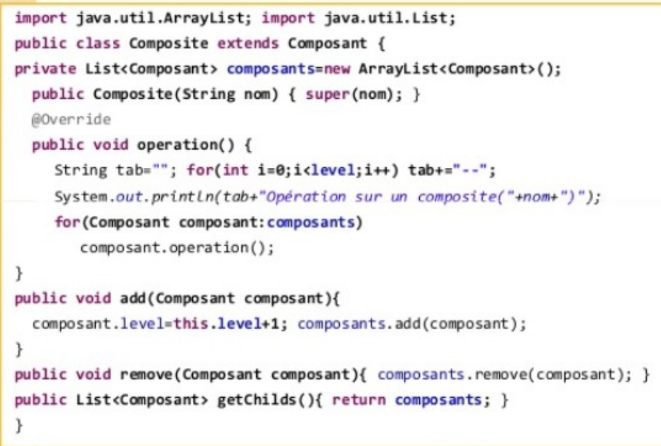 import java.util.ArrayList; import java.util.List;
public class Composite extends Composant {
private List<Composant> composants=new ArrayList<Composant>();
public Composite(String nom) { super(nom); }
@Override
public void operation() {
String tab=""; for(int i=0;i<level;i++) tab+="--";
System.out.println(tab+"Opération sur un composite("+nom+")");
for(Composant composant:composants)
composant.operation();
}
public void add(Composant composant){
composant.level=this.level+1; composants.add(composant);
}
public void remove(Composant composant){ composants.remove(composant); }
public List<Composant> getChilds(){ return composants; }
}